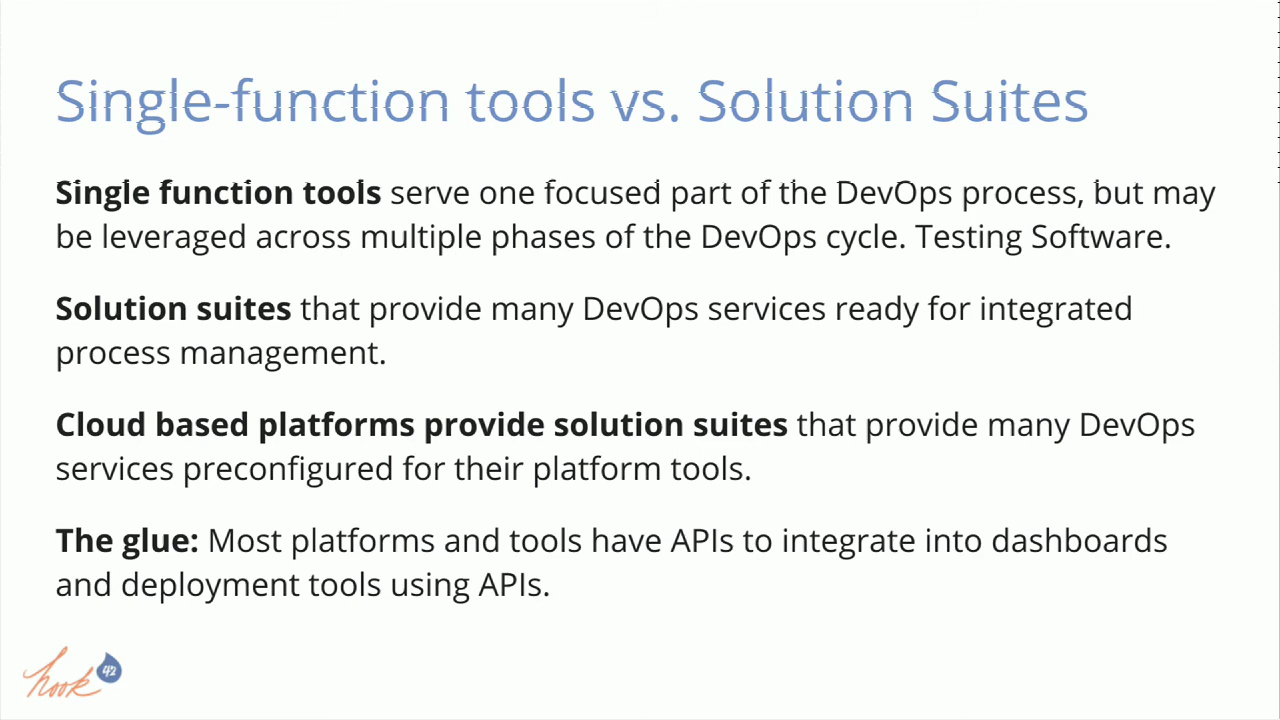 Single-function tools vs. Solution Suites
Single function tools serve one focused part of the DevOps process, but may
be leveraged across multiple phases of the DevOps cycle. Testing Software.
Solution suites that provide many DevOps services ready for integrated
process management.
Cloud based platforms provide solution suites that provide many DevOps
services preconfigured for their platform tools.
The glue: Most platforms and tools have APIs to integrate into dashboards
and deployment tools using APIs.
hook 42